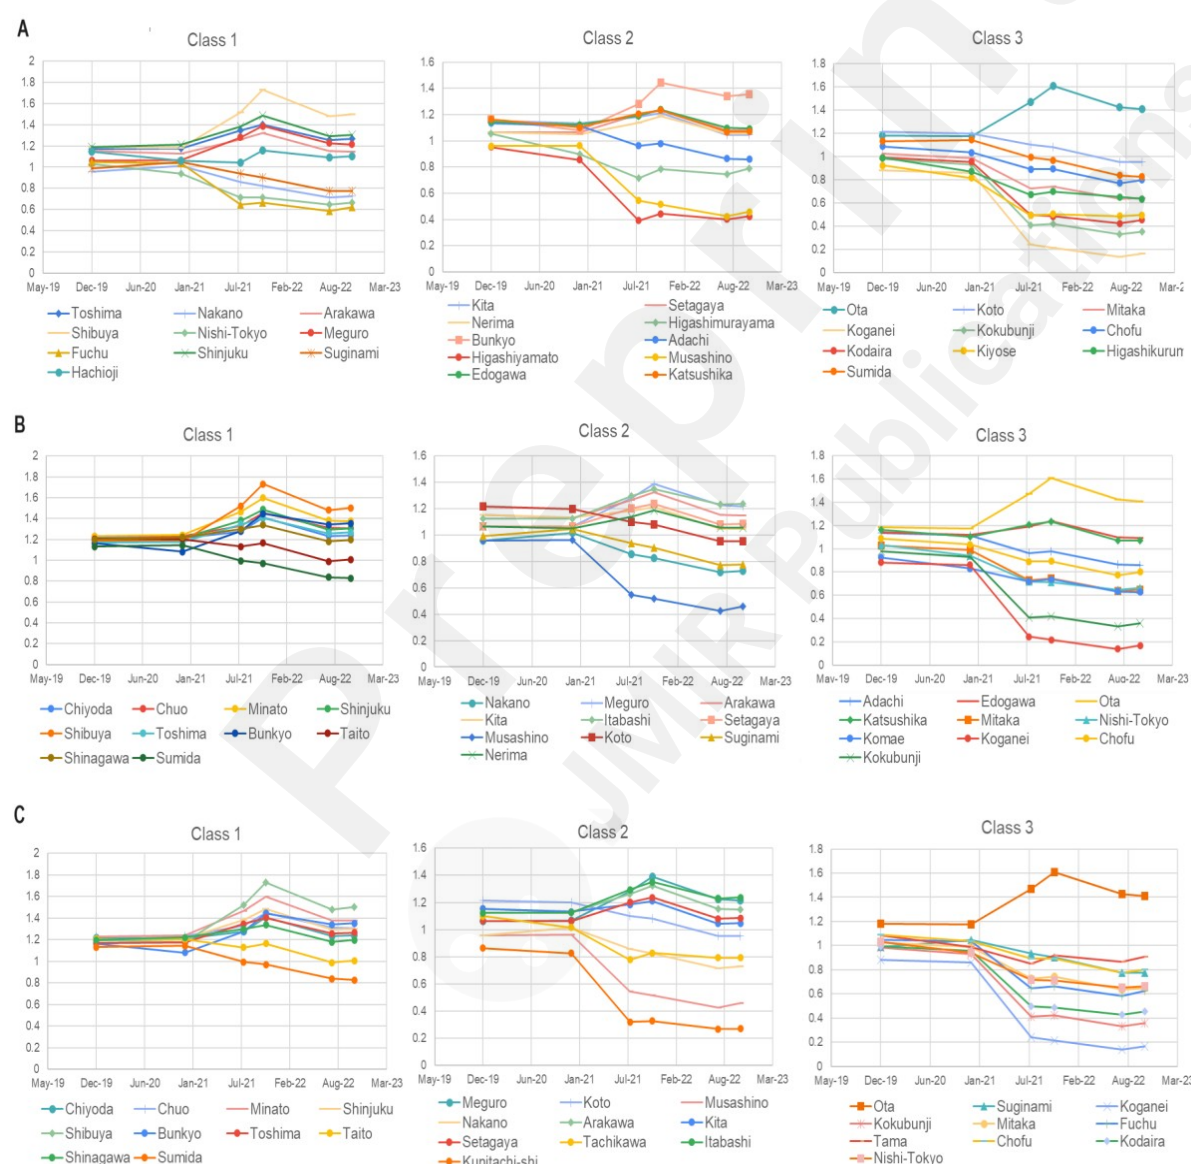 A
Class 1
Class 2
Class 3
2
1.8
1.6
1.4
1.2
1
0.8
0.6
0.4
0.2
0
May-19 Dec-19 Jun-20 Jan-21 Jul-21 Feb-22 Aug-22 Mar-23
1.6
1.4
1.2
1
0.8
0.6
0.4
0.2
0
May-19 Dec-19 Jun-20 Jan-21 Jul-21 Feb-22 Aug-22 Mar-23
1.8
1.6
1.4
1.2
1
0.8
0.6
0.4
0.2
0
May-19 Dec-19 Jun-20 Jan-21 Jul-21 Feb-22 Aug-22 Mar-2
Toshima Nakano Arakawa
Shibuya Nishi-Tokyo Meguro
Fuchu Shinjuku Suginami
Hachioji
Kita Setagaya
Nerima Higashimurayama
Bunkyo Adachi
Higashiyamato Musashino
Edogawa Katsushika
Ota Koto Mitaka
Koganei Kokubunji Chofu
Kodaira Kiyose Higashikurum
Sumida
B
Class 1
Class 2
Class 3
2
1.8
1.6
1.4
1.2
1
0.8
0.6
0.4
0.2
0
May-19 Dec-19 Jun-20 Jan-21 Jul-21 Feb-22 Aug-22 Mar-23
1.6
1.4
1.2
1
0.8
0.6
0.4
0.2
0
May-19 Dec-19 Jun-20 Jan-21 Jul-21 Feb-22 Aug-22 Mar-23
1.8
1.6
1.4
1.2
1
0.8
0.6
0.4
0.2
0
May-19 Dec-19 Jun-20 Jan-21 Jul-21 Feb-22 Aug-22 Mar-23
Chiyoda Chuo Minato Shinjuku
Shibuya Toshima Bunkyo Taito
Shinagawa Sumida
Nakano Meguro Arakawa
Kita Itabashi Setagaya
Musashino Koto Suginami
Nerima
Adachi Edogawa Ota
Katsushika Mitaka Nishi-Tokyo
Komae Koganei Chofu
Kokubunji
C
Class 1
Class 2
Class 3
2
1.8
1.6
1.4
1.2
1
0.8
0.6
0.4
0.2
0
May-19 Dec-19 Jun-20 Jan-21 Jul-21 Feb-22 Aug-22 Mar-23
1.6
1.4
1.2
1
0.8
0.6
0.4
0.2
0
May-19 Dec-19 Jun-20 Jan-21 Jul-21 Feb-22 Aug-22 Mar-23
1.8
1.6
1.4
1.2
1
0.8
0.6
0.4
0.2
0
May-19 Dec-19 Jun-20 Jan-21 Jul-21 Feb-22 Aug-22 Mar-23
Chiyoda Chuo Minato Shinjuku
Shibuya Bunkyo Toshima Taito
Shinagawa Sumida
Meguro Koto Musashino
Nakano Arakawa Kita
Setagaya Tachikawa Itabashi
Kunitachi-shi
Ota Suginami Koganei
Kokubunji Mitaka Fuchu
Tama Chofu Kodaira
Nishi-Tokyo
Preprint
JMIR Publications